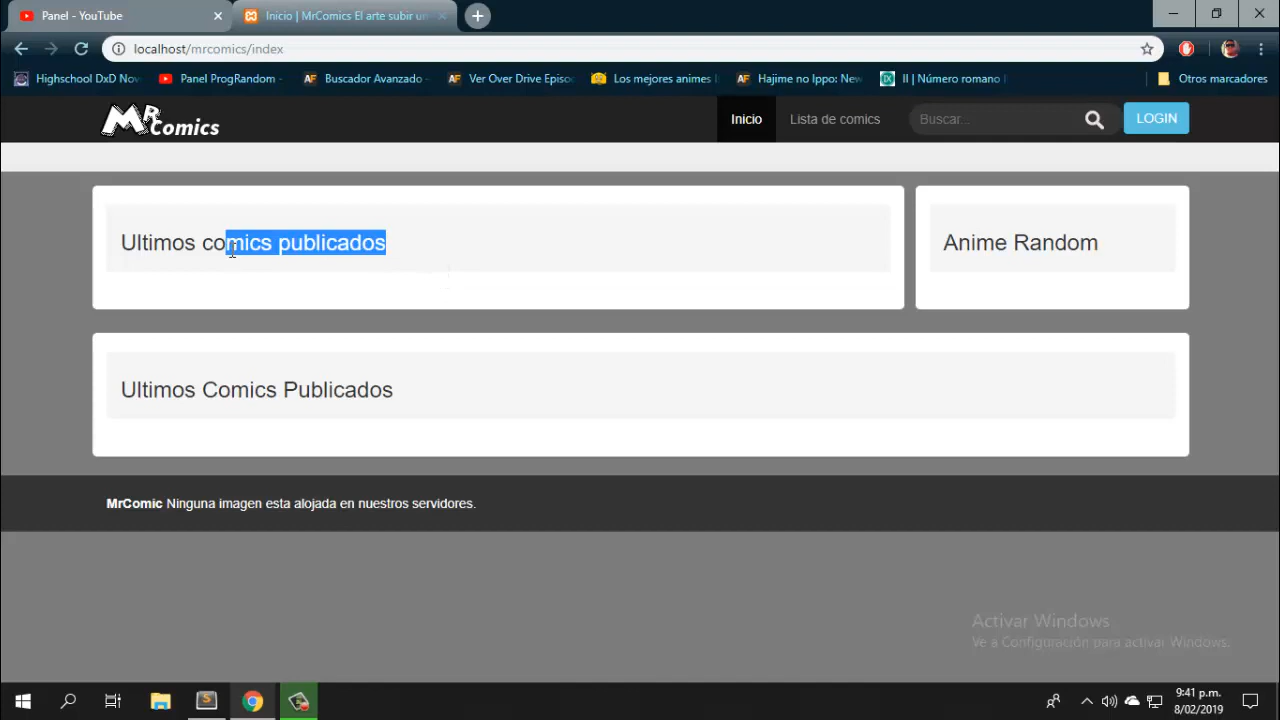 Panel - YouTube
Inicio | MrComics El arte subir un
localhost/mrcomics/index
Highschool DxD Nov
Panel ProgRandom -
Buscador Avanzado -
Ver Over Drive Episo
Los mejores animes
Hajime no Ippo: New
II | Número romano
Otros marcadores
MR Comics
Inicio
Lista de comics
Buscar...
LOGIN
Ultimos comics publicados
Anime Random
Ultimos Comics Publicados
MrComic Ninguna imagen esta alojada en nuestros servidores.
Activar Windows
Ve a Configuración para activar Windows.
9:41 p.m.
8/02/2019